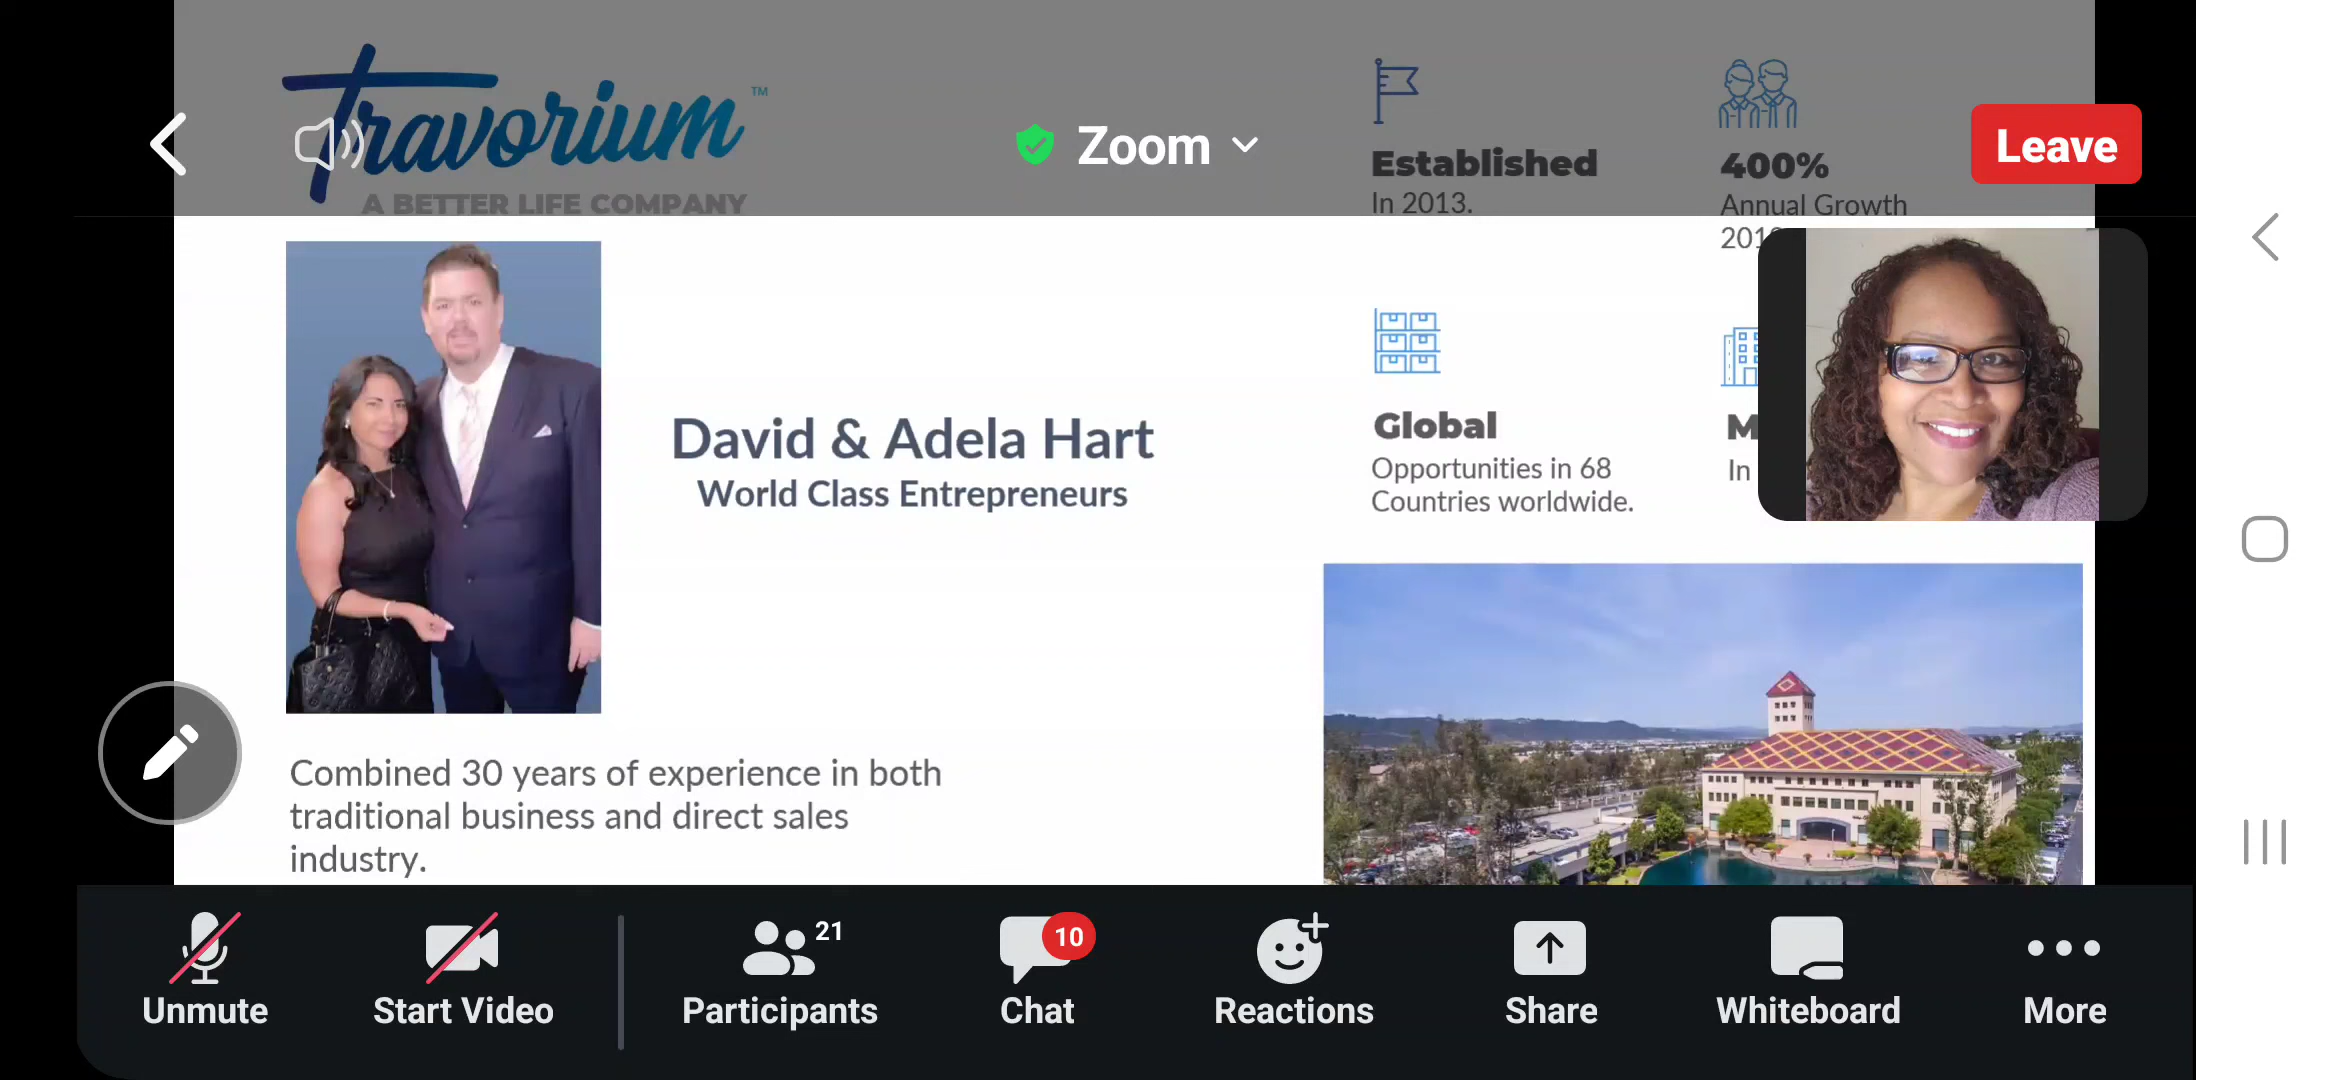 Travorium™
A BETTER LIFE COMPANY
Zoom
Leave
Established
In 2013.
400%
Annual Growth
David & Adela Hart
World Class Entrepreneurs
Global
Opportunities in 68
Countries worldwide.
M
In
Combined 30 years of experience in both
traditional business and direct sales
industry.
Unmute
Start Video
Participants
21
Chat
10
Reactions
Share
Whiteboard
More